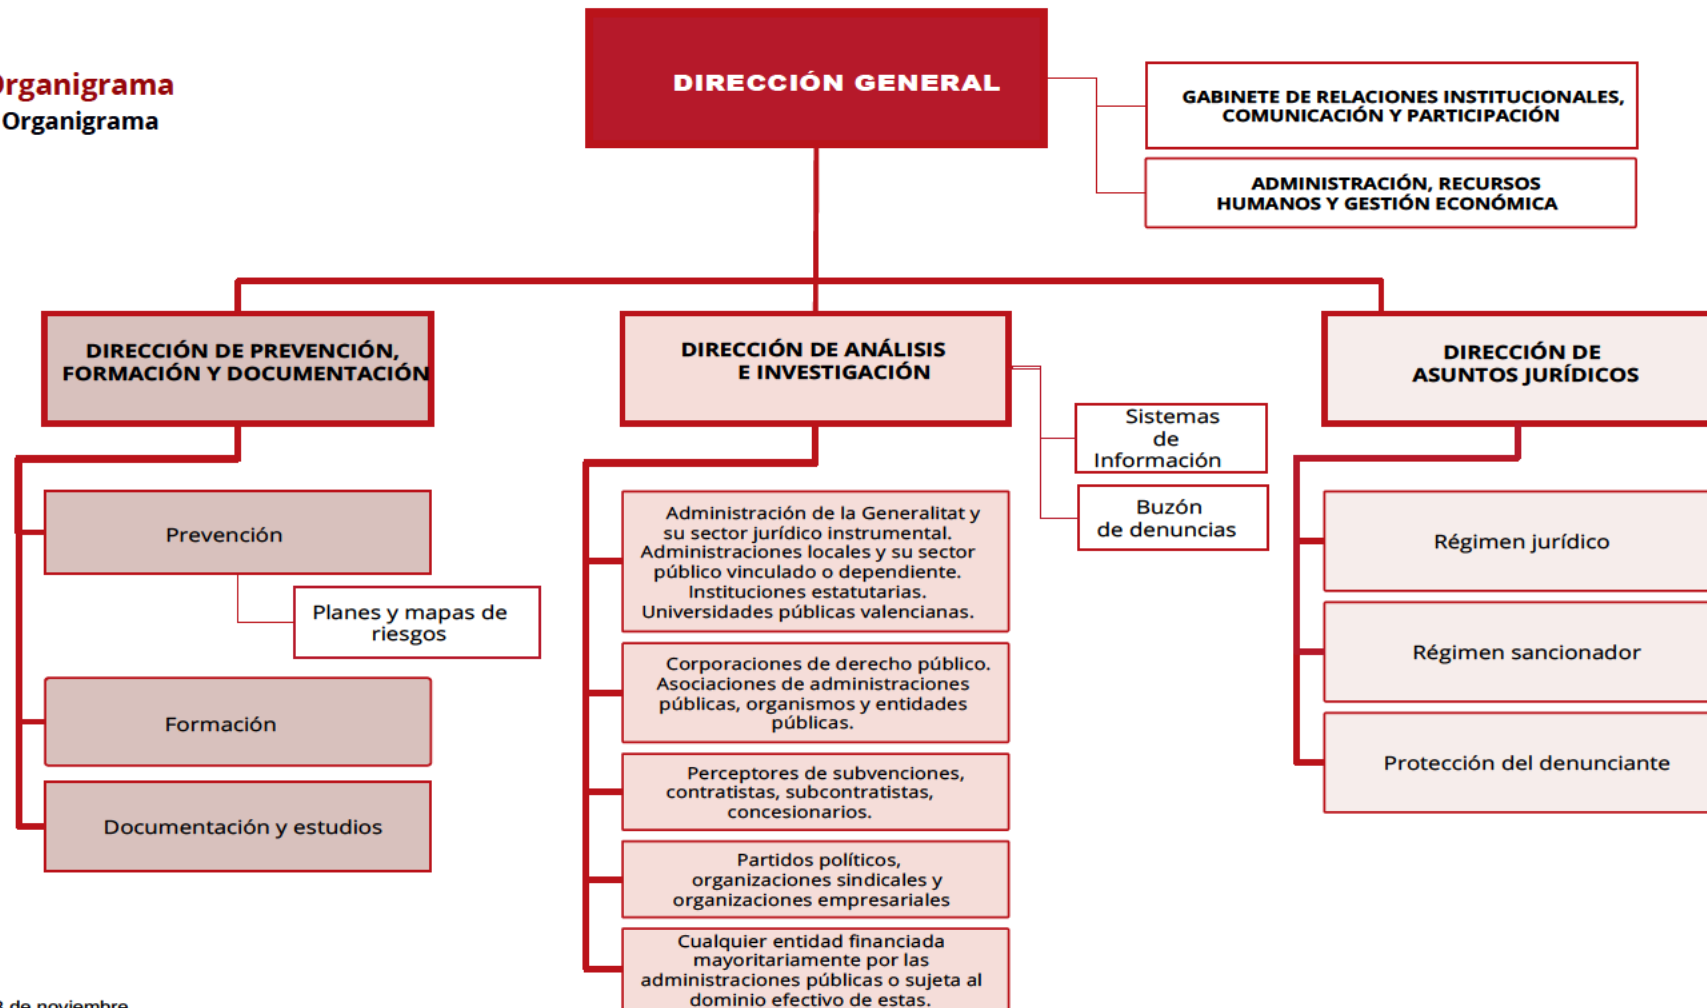 Organigrama
Organigrama
DIRECCIÓN GENERAL
GABINETE DE RELACIONES INSTITUCIONALES,
COMUNICACIÓN Y PARTICIPACIÓN
ADMINISTRACIÓN, RECURSOS
HUMANOS Y GESTIÓN ECONÓMICA
DIRECCIÓN DE PREVENCIÓN,
FORMACIÓN Y DOCUMENTACIÓN
Prevención
Planes y mapas de
riesgos
Formación
Documentación y estudios
DIRECCIÓN DE ANÁLISIS
E INVESTIGACIÓN
Sistemas
de
Información
Buzón
de denuncias
Administración de la Generalitat y
su sector jurídico instrumental.
Administraciones locales y su sector
público vinculado o dependiente.
Instituciones estatutarias.
Universidades públicas valencianas.
Corporaciones de derecho público.
Asociaciones de administraciones
públicas, organismos y entidades
públicas.
Perceptores de subvenciones,
contratistas, subcontratistas,
concesionarios.
Partidos políticos,
organizaciones sindicales y
organizaciones empresariales
Cualquier entidad financiada
mayoritariamente por las
administraciones públicas o sujeta al
dominio efectivo de estas.
DIRECCIÓN DE
ASUNTOS JURÍDICOS
Régimen jurídico
Régimen sancionador
Protección del denunciante
de noviembre